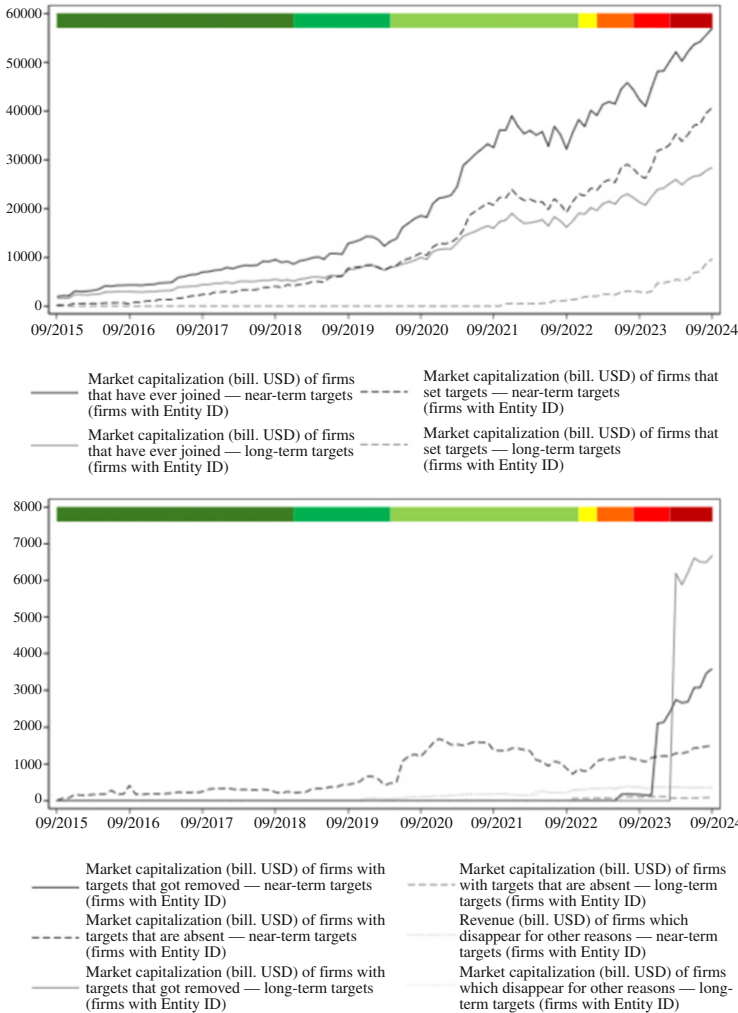 60000
50000
40000
30000
20000
10000
0
09/2015 09/2016 09/2017 09/2018 09/2019 09/2020 09/2021 09/2022 09/2023 09/2024
Market capitalization (bill. USD) of firms
that have ever joined — near-term targets
(firms with Entity ID)
Market capitalization (bill. USD) of firms that
set targets — near-term targets
(firms with Entity ID)
Market capitalization (bill. USD) of firms
that have ever joined — long-term targets
(firms with Entity ID)
Market capitalization (bill. USD) of firms that
set targets — long-term targets
(firms with Entity ID)
8000
7000
6000
5000
4000
3000
2000
1000
0
09/2015 09/2016 09/2017 09/2018 09/2019 09/2020 09/2021 09/2022 09/2023 09/2024
Market capitalization (bill. USD) of firms with
targets that got removed — near-term targets
(firms with Entity ID)
Market capitalization (bill. USD) of firms with
targets that are absent — near-term targets
(firms with Entity ID)
Market capitalization (bill. USD) of firms with
targets that got removed — long-term targets
(firms with Entity ID)
Market capitalization (bill. USD) of firms
with targets that are absent — long-term
targets (firms with Entity ID)
Revenue (bill. USD) of firms which
disappear for other reasons — near-term
targets (firms with Entity ID)
Market capitalization (bill. USD) of firms
which disappear for other reasons — long-
term targets (firms with Entity ID)